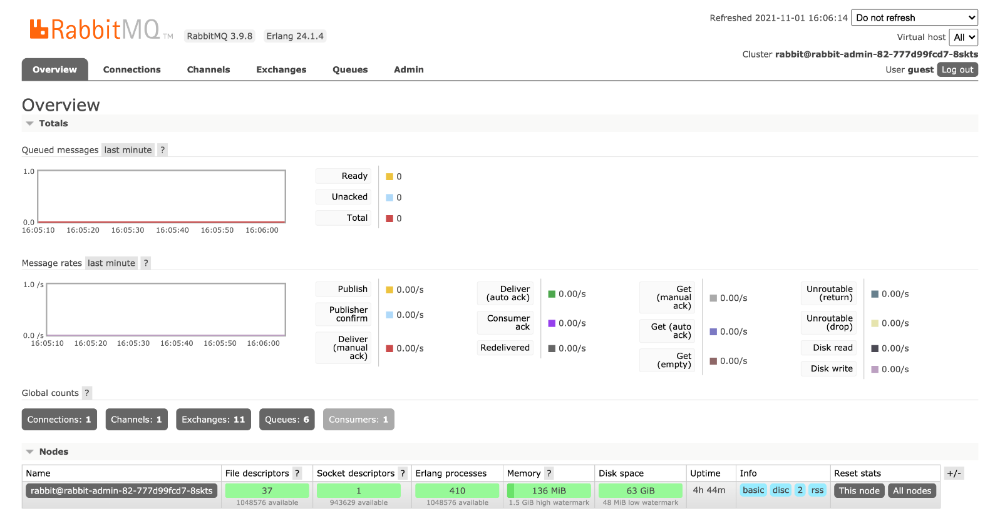 RabbitMQ TM RabbitMQ 3.9.8 Erlang 24.1.4
Refreshed 2021-11-01 16:06:14 Do not refresh
Virtual host All
Cluster rabbit@rabbit-admin-82-777d99fcd7-8skts
User guest Log out
Overview Connections Channels Exchanges Queues Admin
Overview
Totals
Queued messages last minute ?
1.0
0.0
16:05:10 16:05:20 16:05:30 16:05:40 16:05:50 16:06:00
Ready 0
Unacked 0
Total 0
Message rates last minute ?
1.0 /s
0.0 /s
16:05:10 16:05:20 16:05:30 16:05:40 16:05:50 16:06:00
Publish 0.00/s
Publisher
confirm 0.00/s
Deliver
(manual
ack) 0.00/s
Deliver
(auto ack) 0.00/s
Consumer
ack 0.00/s
Redelivered 0.00/s
Get
(manual
ack) 0.00/s
Get (auto
ack) 0.00/s
Get
(empty) 0.00/s
Unroutable
(return) 0.00/s
Unroutable
(drop) 0.00/s
Disk read 0.00/s
Disk write 0.00/s
Global counts ?
Connections: 1 Channels: 1 Exchanges: 11 Queues: 6 Consumers: 1
Nodes
Name File descriptors ? Socket descriptors ? Erlang processes Memory ? Disk space Uptime Info Reset stats +/-
rabbit@rabbit-admin-82-777d99fcd7-8skts 37 1 410 136 MiB 63 GiB 4h 44m basic disc 2 rss This node All nodes
1048576 available 943629 available 1048576 available 1.5 GiB high watermark 48 MiB low watermark